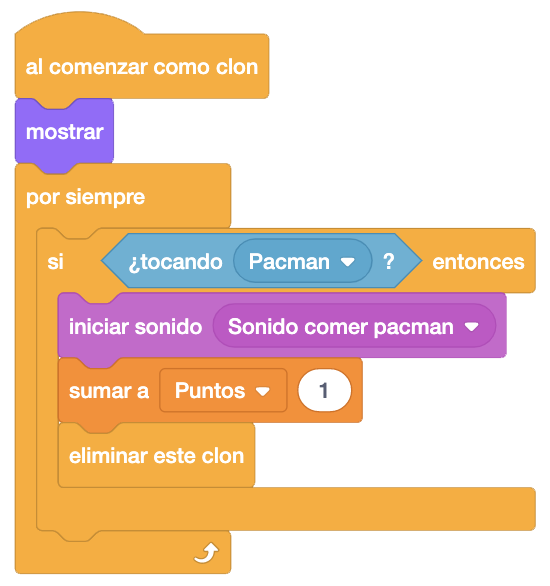 al comenzar como clon
mostrar
por siempre
si ¿tocando Pacman ? entonces
iniciar sonido Sonido comer pacman
sumar a Puntos 1
eliminar este clon